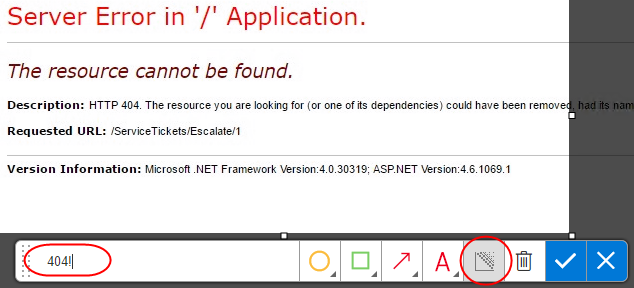 Server Error in '/' Application.
The resource cannot be found.
Description: HTTP 404. The resource you are looking for (or one of its dependencies) could have been removed, had its nam
Requested URL: /ServiceTickets/Escalate/1
Version Information: Microsoft .NET Framework Version:4.0.30319; ASP.NET Version:4.6.1069.1
404!
A